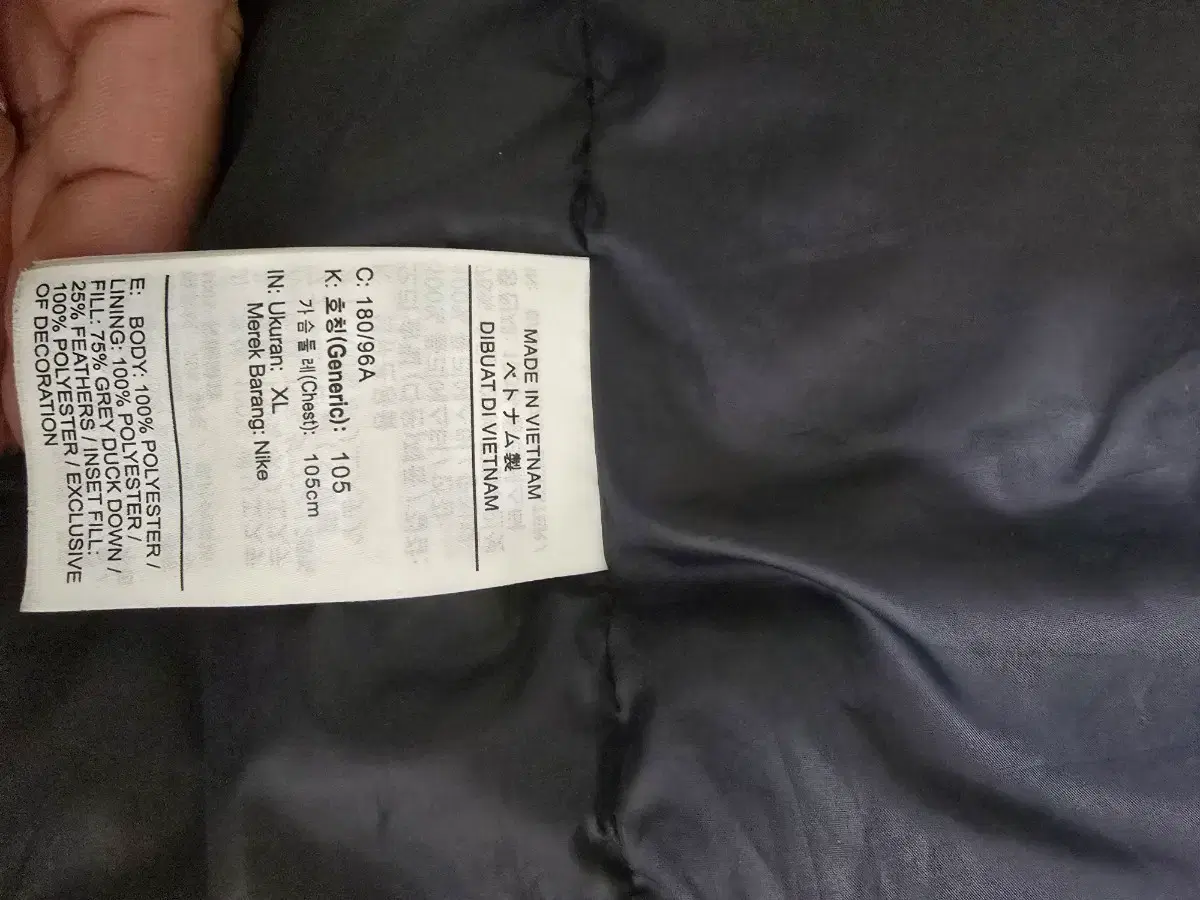 MADE IN VIETNAM
ベトナム製
DIBUAT DI VIETNAM
C: 180/96A
K: 호칭(Generic): 105
가슴둘레(Chest): 105cm
IN: Ukuran: XL
Merek Barang: Nike
E: BODY: 100% POLYESTER /
LINING: 100% POLYESTER /
FILL: 75% GREY DUCK DOWN /
25% FEATHERS / INSET FILL:
100% POLYESTER / EXCLUSIVE
OF DECORATION